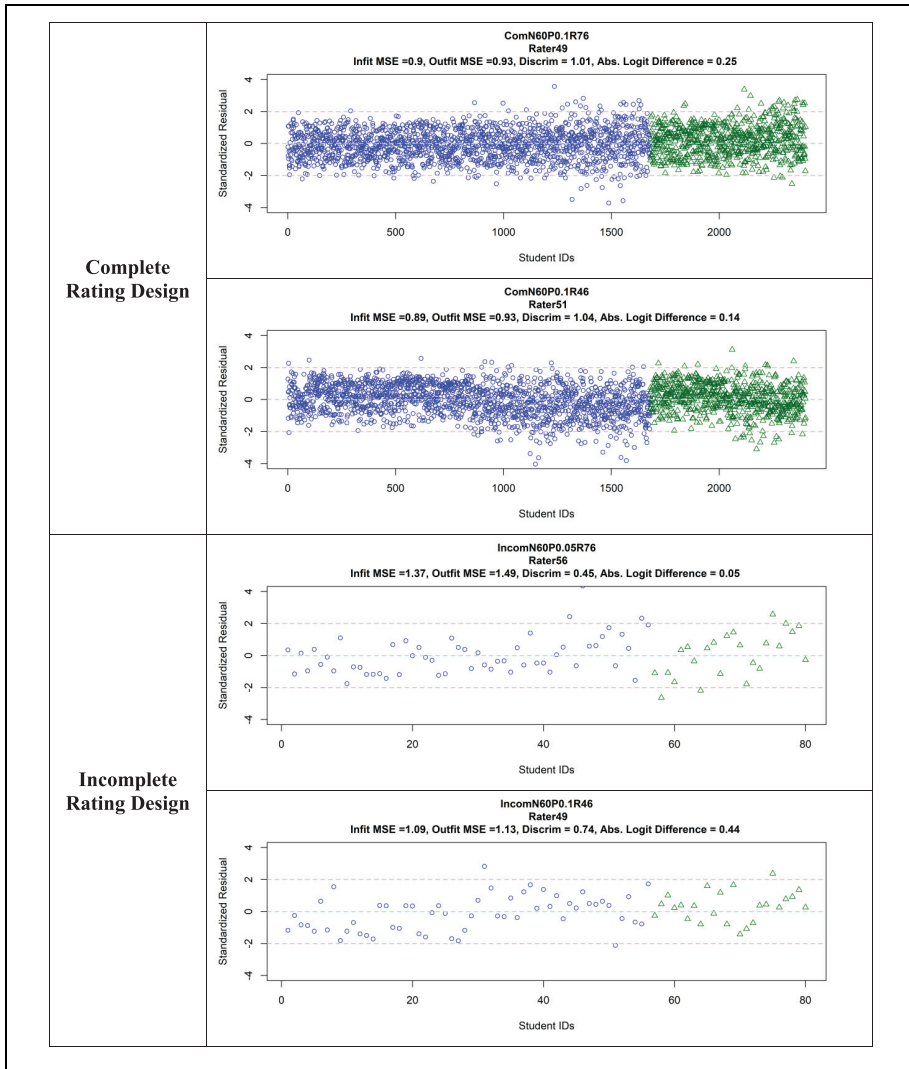 Complete
Rating Design
ComN60P0.1R76
Rater49
Infit MSE =0.9, Outfit MSE =0.93, Discrim = 1.01, Abs. Logit Difference = 0.25
Standardized Residual
4
2
0
-2
-4
0 500 1000 1500 2000
Student IDs
ComN60P0.1R46
Rater51
Infit MSE =0.89, Outfit MSE =0.93, Discrim = 1.04, Abs. Logit Difference = 0.14
Standardized Residual
4
2
0
-2
-4
0 500 1000 1500 2000
Student IDs
Incomplete
Rating Design
IncomN60P0.05R76
Rater56
Infit MSE =1.37, Outfit MSE =1.49, Discrim = 0.45, Abs. Logit Difference = 0.05
Standardized Residual
4
2
0
-2
-4
0 20 40 60 80
Student IDs
IncomN60P0.1R46
Rater49
Infit MSE =1.09, Outfit MSE =1.13, Discrim = 0.74, Abs. Logit Difference = 0.44
Standardized Residual
4
2
0
-2
-4
0 20 40 60 80
Student IDs